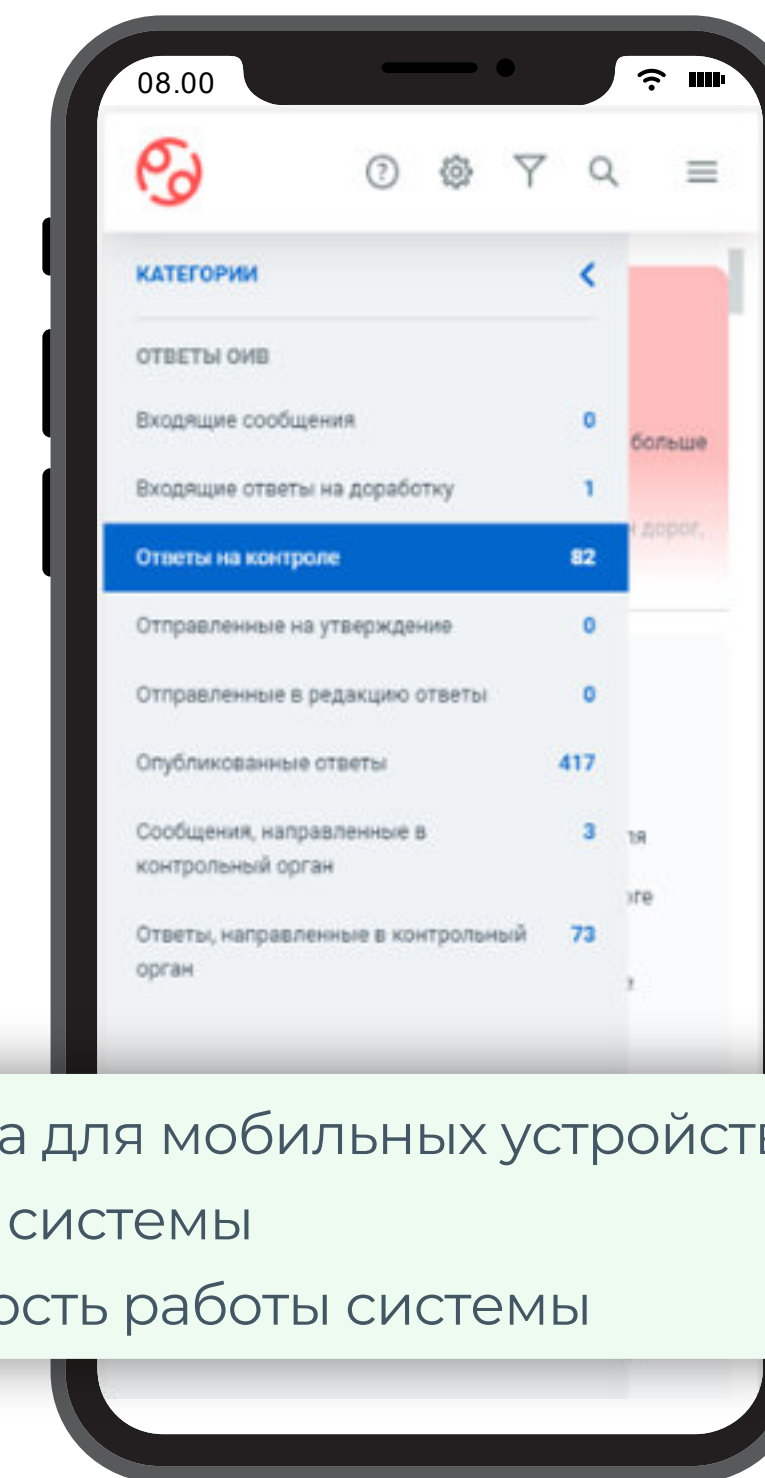 08.00
КАТЕГОРИИ
ОТВЕТЫ ОИВ
Входящие сообщения 0
больше
Входящие ответы на доработку 1
дорог,
Ответы на контроле 82
Отправленные на утверждение 0
Отправленные в редакцию ответы 0
Опубликованные ответы 417
Сообщения, направленные в 3
контрольный орган
Ответы, направленные в контрольный 73
орган
а для мобильных устройств
системы
ость работы системы